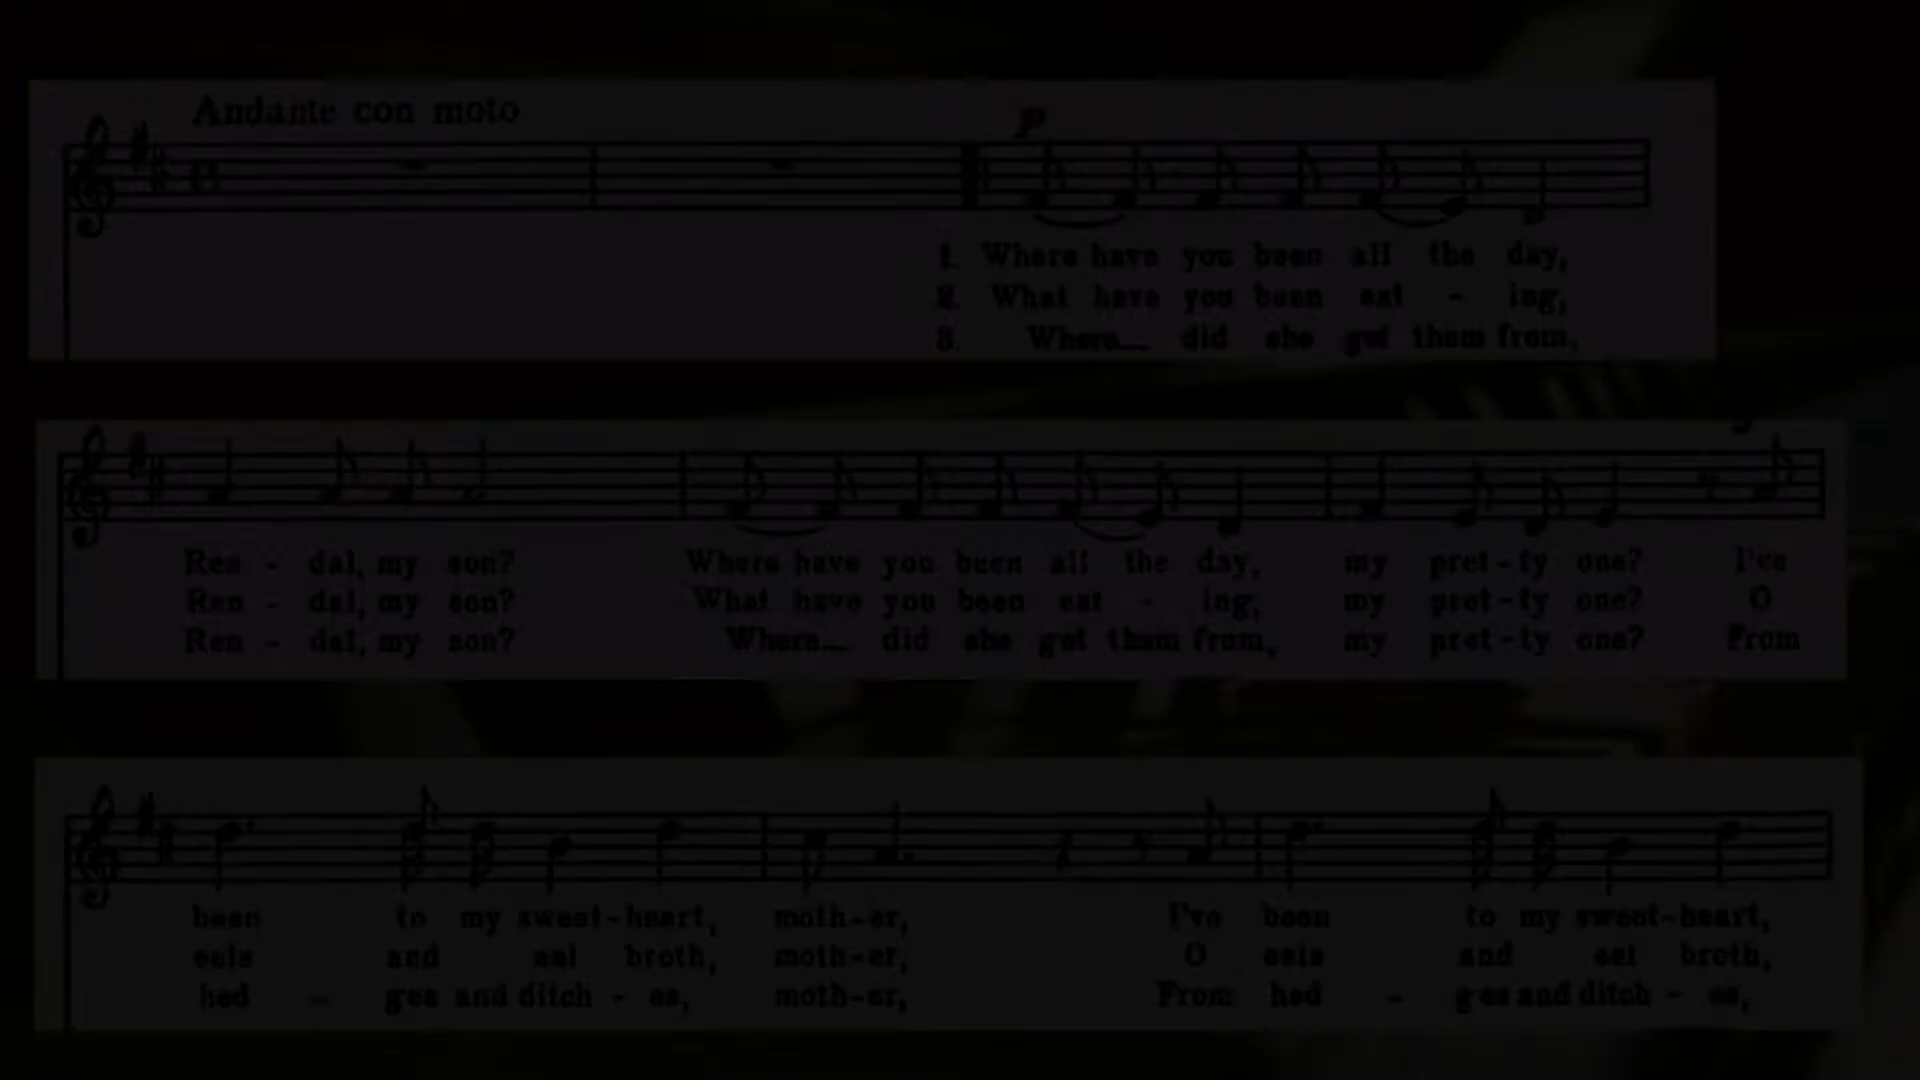 Andante con moto
p
1. Where have you been all the day,
2. What have you been eat - ing,
3. Where did she get them from,
Ren - dal, my son? Where have you been all the day, my pret - ty one? I've
Ren - dal, my son? What have you been eat - ing, my pret - ty one? O
Ren - dal, my son? Where did she get them from, my pret - ty one? From
been to my sweet - heart, moth - er, I've been to my sweet - heart,
eels and eel broth, moth - er, O eels and eel broth,
hed - ges and ditch - es, moth - er, From hed - ges and ditch - es,